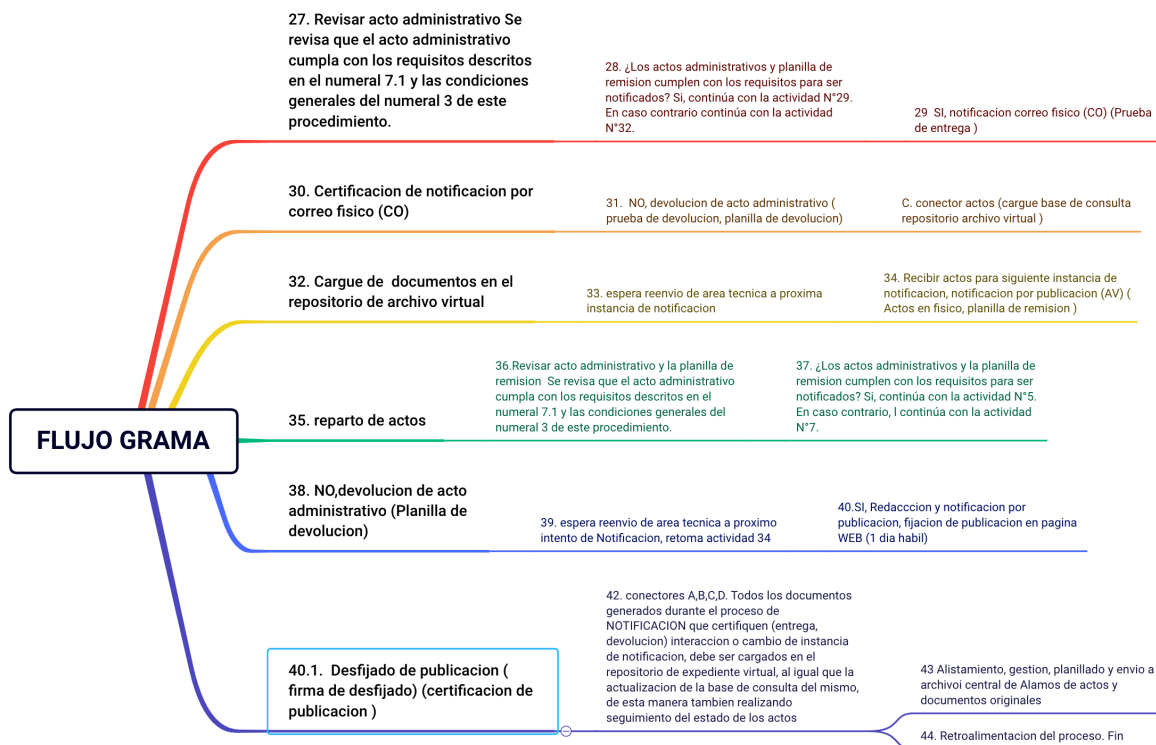 27. Revisar acto administrativo Se
revisa que el acto administrativo
cumpla con los requisitos descritos
en el numeral 7.1 y las condiciones
generales del numeral 3 de este
procedimiento.
28. ¿Los actos administrativos y planilla de
remision cumplen con los requisitos para ser
notificados? Si, continúa con la actividad N°29.
En caso contrario continúa con la actividad
N°32.
29  SI, notificacion correo fisico (CO) (Prueba
de entrega )
30. Certificacion de notificacion por
correo fisico (CO)
31.  NO, devolucion de acto administrativo (
prueba de devolucion, planilla de devolucion)
C. conector actos (cargue base de consulta
repositorio archivo virtual )
32. Cargue de  documentos en el
repositorio de archivo virtual
33. espera reenvio de area tecnica a proxima
instancia de notificacion
34. Recibir actos para siguiente instancia de
notificacion, notificacion por publicacion (AV) (
Actos en fisico, planilla de remision )
35. reparto de actos
36.Revisar acto administrativo y la planilla de
remision  Se revisa que el acto administrativo
cumpla con los requisitos descritos en el
numeral 7.1 y las condiciones generales del
numeral 3 de este procedimiento.
37. ¿Los actos administrativos y la planilla de
remision cumplen con los requisitos para ser
notificados? Si, continúa con la actividad N°5.
En caso contrario, l continúa con la actividad
N°7.
FLUJO GRAMA
38. NO,devolucion de acto
administrativo (Planilla de
devolucion)
39. espera reenvio de area tecnica a proximo
intento de Notificacion, retoma actividad 34
40.SI, Redacccion y notificacion por
publicacion, fijacion de publicacion en pagina
WEB (1 dia habil)
40.1.  Desfijado de publicacion (
firma de desfijado) (certificacion de
publicacion )
42. conectores A,B,C,D. Todos los documentos
generados durante el proceso de
NOTIFICACION que certifiquen (entrega,
devolucion) interaccion o cambio de instancia
de notificacion, debe ser cargados en el
repositorio de expediente virtual, al igual que la
actualizacion de la base de consulta del mismo,
de esta manera tambien realizando
seguimiento del estado de los actos
43 Alistamiento, gestion, planillado y envio a
archivoi central de Alamos de actos y
documentos originales
44. Retroalimentacion del proceso. Fin